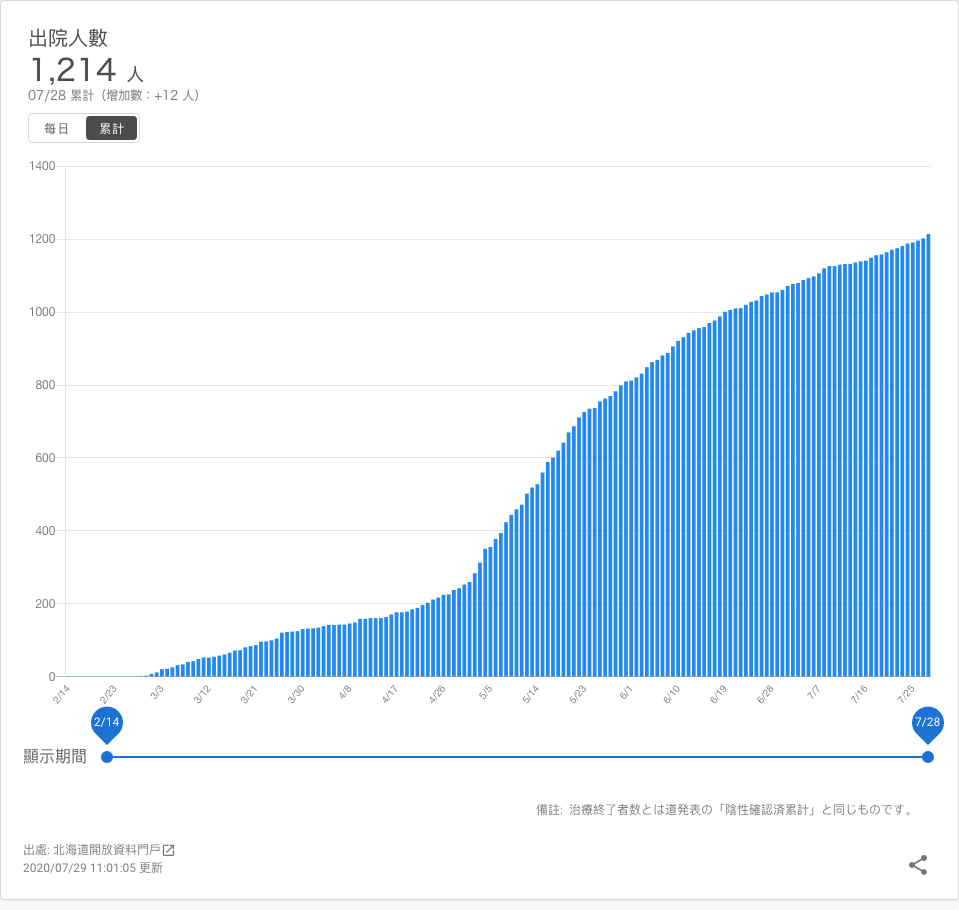 出院人數
1,214 人
07/28 累計（增加數：+12 人）
每日 累計
1400
1200
1000
800
600
400
200
0
2/14 2/23 3/3 3/12 3/21 3/30 4/8 4/17 4/26 5/5 5/14 5/23 6/1 6/10 6/19 6/28 7/7 7/16 7/25
2/14 7/28
顯示期間
備註: 治療終了者数とは道発表の「陰性確認済累計」と同じものです。
出處: 北海道開放資料門戶
2020/07/29 11:01:05 更新